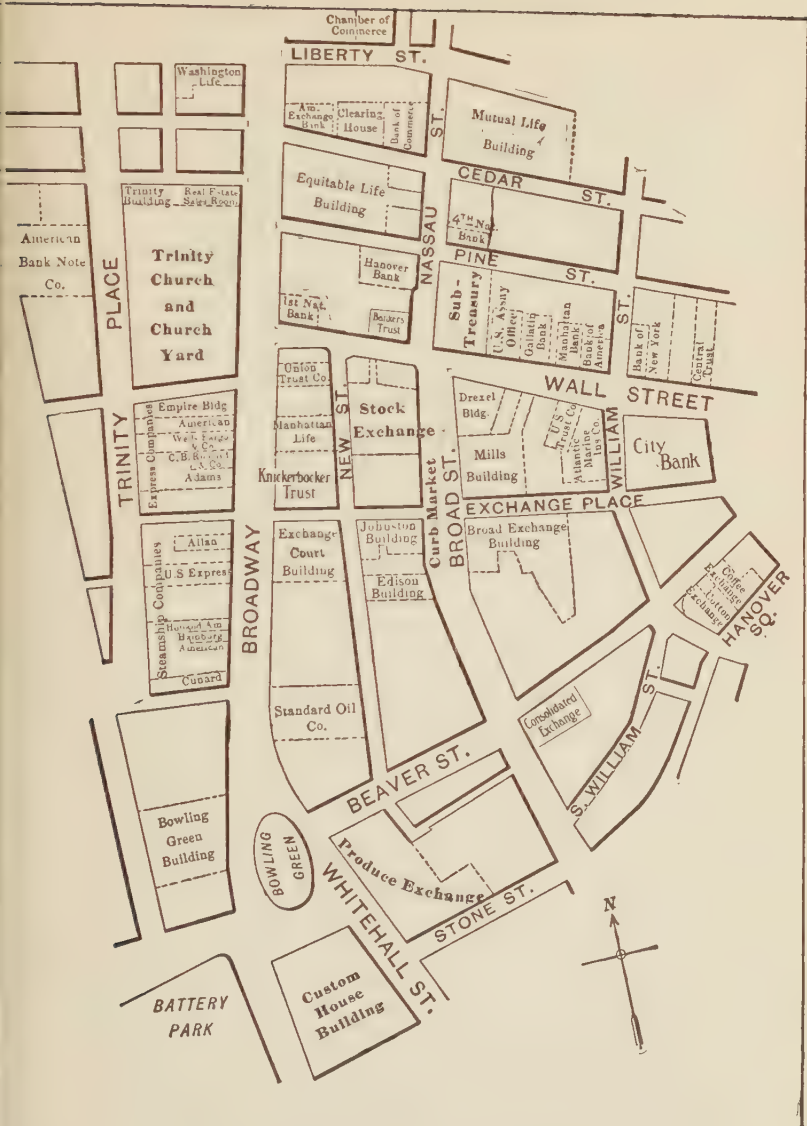 Chamber of
Commerce
LIBERTY ST.
Washington
Life
Am.
Exchange
Bank
Clearing
House
Bank of
Commerce
ST.
Mutual Life
Building
CEDAR
ST.
Equitable Life
Building
4TH Nat.
Bank
NASSAU
PINE
ST.
Trinity
Building
Real Estate
Sales Room
American
Bank Note
Co.
PLACE
Trinity
Church
and
Church
Yard
Hanover
Bank
1st Nat.
Bank
Bankers
Trust
Sub-
Treasury
U.S. Assay
Office
Gallatin
Bank
Manhattan
Bank
Bank of
America
ST.
Bank of
New York
Central
Trust
WALL STREET
Union
Trust Co.
NEW ST.
Stock
Exchange
Drexel
Bldg.
U.S.
Trust Co.
Atlantic
Marine
Ins Co.
WILLIAM
City
Bank
TRINITY
Express Companies
Empire Bldg
American
& Co.
Adams
Manhattan
Life
Knickerbocker
Trust
Curb Market
BROAD ST.
Mills
Building
EXCHANGE PLACE
BROADWAY
Steamship Companies
Allan
U.S Express
Holland Am.
Hamburg
American
Cunard
Exchange
Court
Building
Johnston
Building
Edison
Building
Broad Exchange
Building
Coffee
Exchange
Cotton
Exchange
HANOVER
SQ.
Standard Oil
Co.
Consolidated
Exchange
S. WILLIAM
ST.
BEAVER ST.
Bowling
Green
Building
BOWLING
GREEN
Produce Exchange
WHITEHALL ST.
STONE ST.
N
BATTERY
PARK
Custom
House
Building